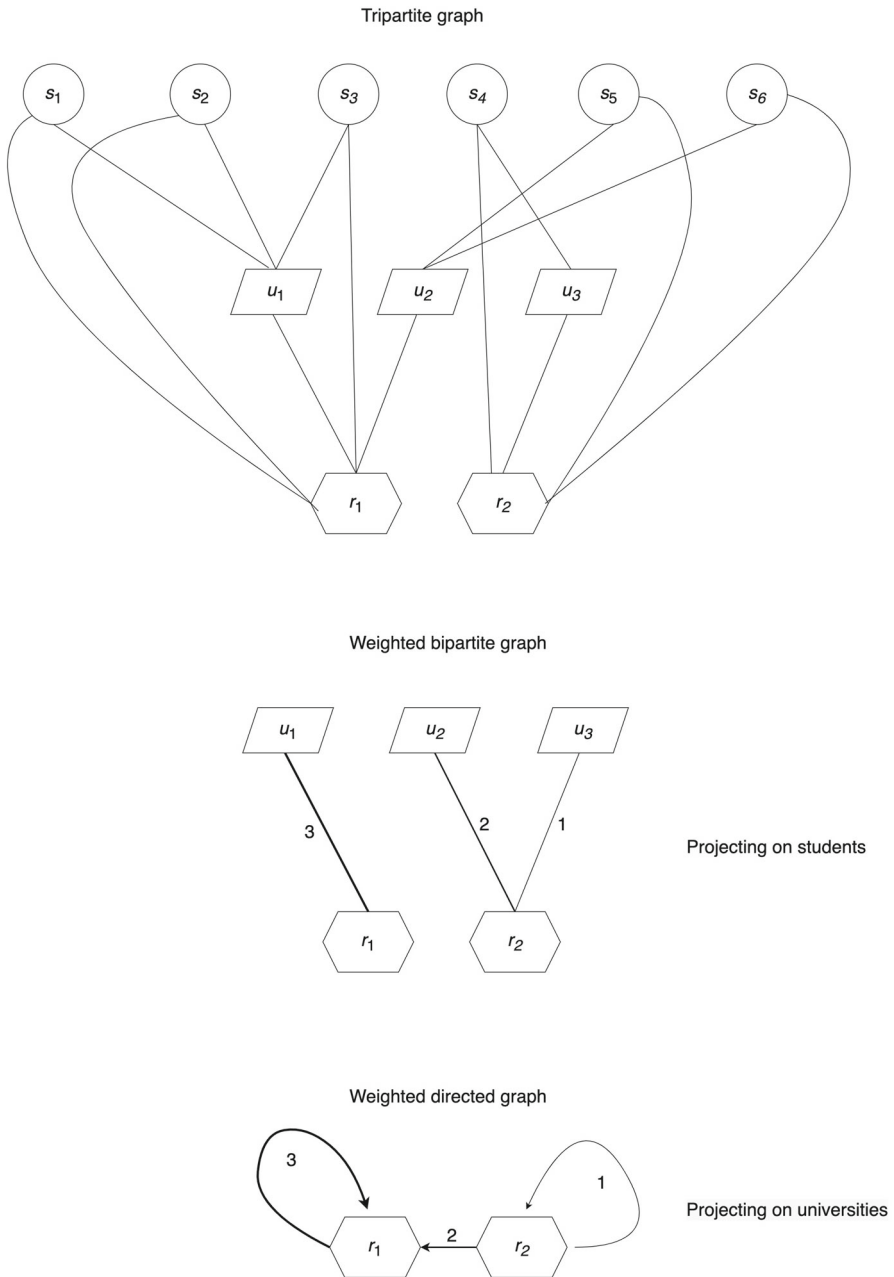 Tripartite graph
s1 s2 s3 s4 s5 s6
u1 u2 u3
r1 r2
Weighted bipartite graph
u1 u2 u3
3 2 1
Projecting on students
r1 r2
Weighted directed graph
3 1
Projecting on universities
2
r1 r2